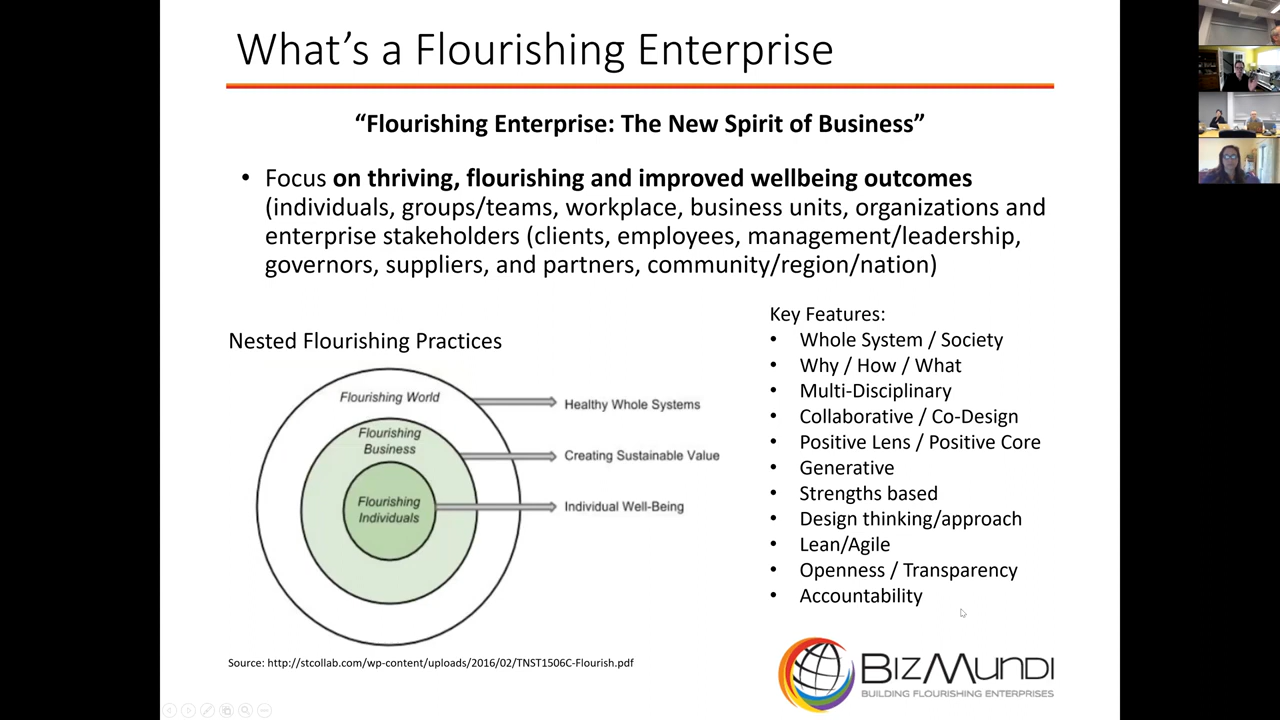 What's a Flourishing Enterprise
“Flourishing Enterprise: The New Spirit of Business”
• Focus on thriving, flourishing and improved wellbeing outcomes
(individuals, groups/teams, workplace, business units, organizations and
enterprise stakeholders (clients, employees, management/leadership,
governors, suppliers, and partners, community/region/nation)
Nested Flourishing Practices
Flourishing World
Healthy Whole Systems
Flourishing
Business
Creating Sustainable Value
Flourishing
Individuals
Individual Well-Being
Key Features:
• Whole System / Society
• Why / How / What
• Multi-Disciplinary
• Collaborative / Co-Design
• Positive Lens / Positive Core
• Generative
• Strengths based
• Design thinking/approach
• Lean/Agile
• Openness / Transparency
• Accountability
Source: http://stcollab.com/wp-content/uploads/2016/02/TNST1506C-Flourish.pdf
BIZMUNDI
BUILDING FLOURISHING ENTERPRISES